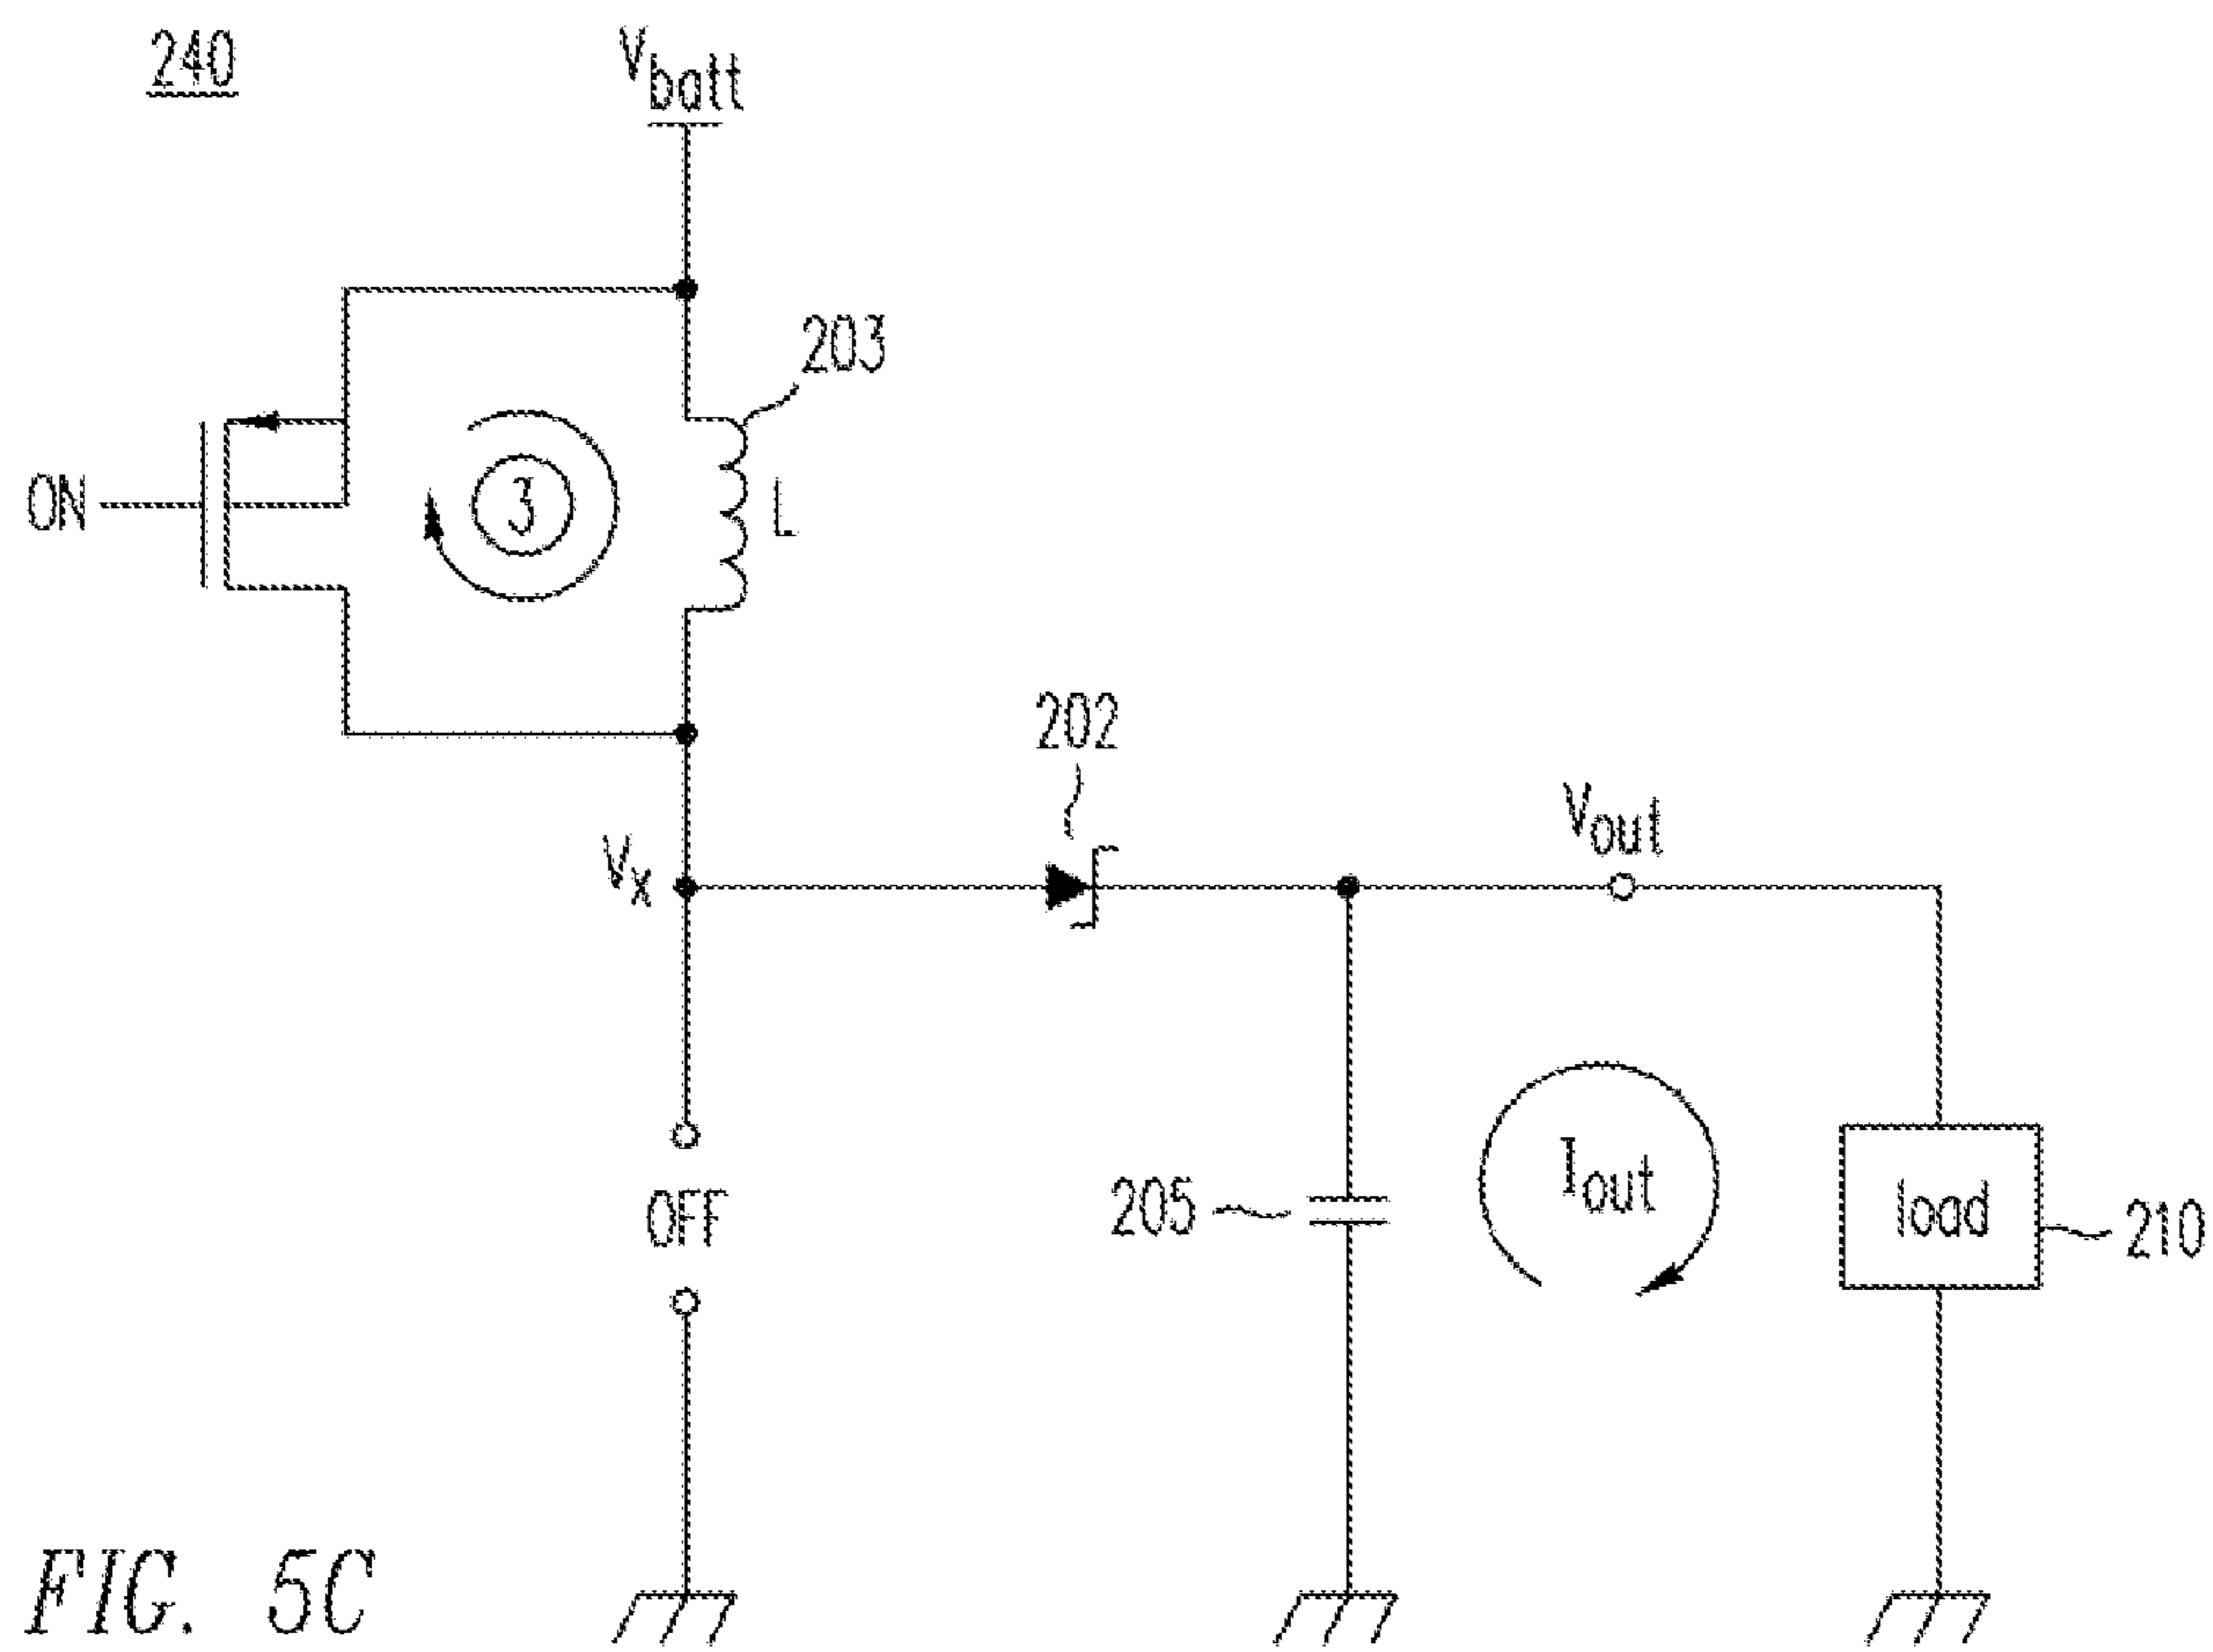 240
Vbatt
203
ON
3
L
202
Vx
Vout
OFF
205
Iout
load
210
FIG. 5C